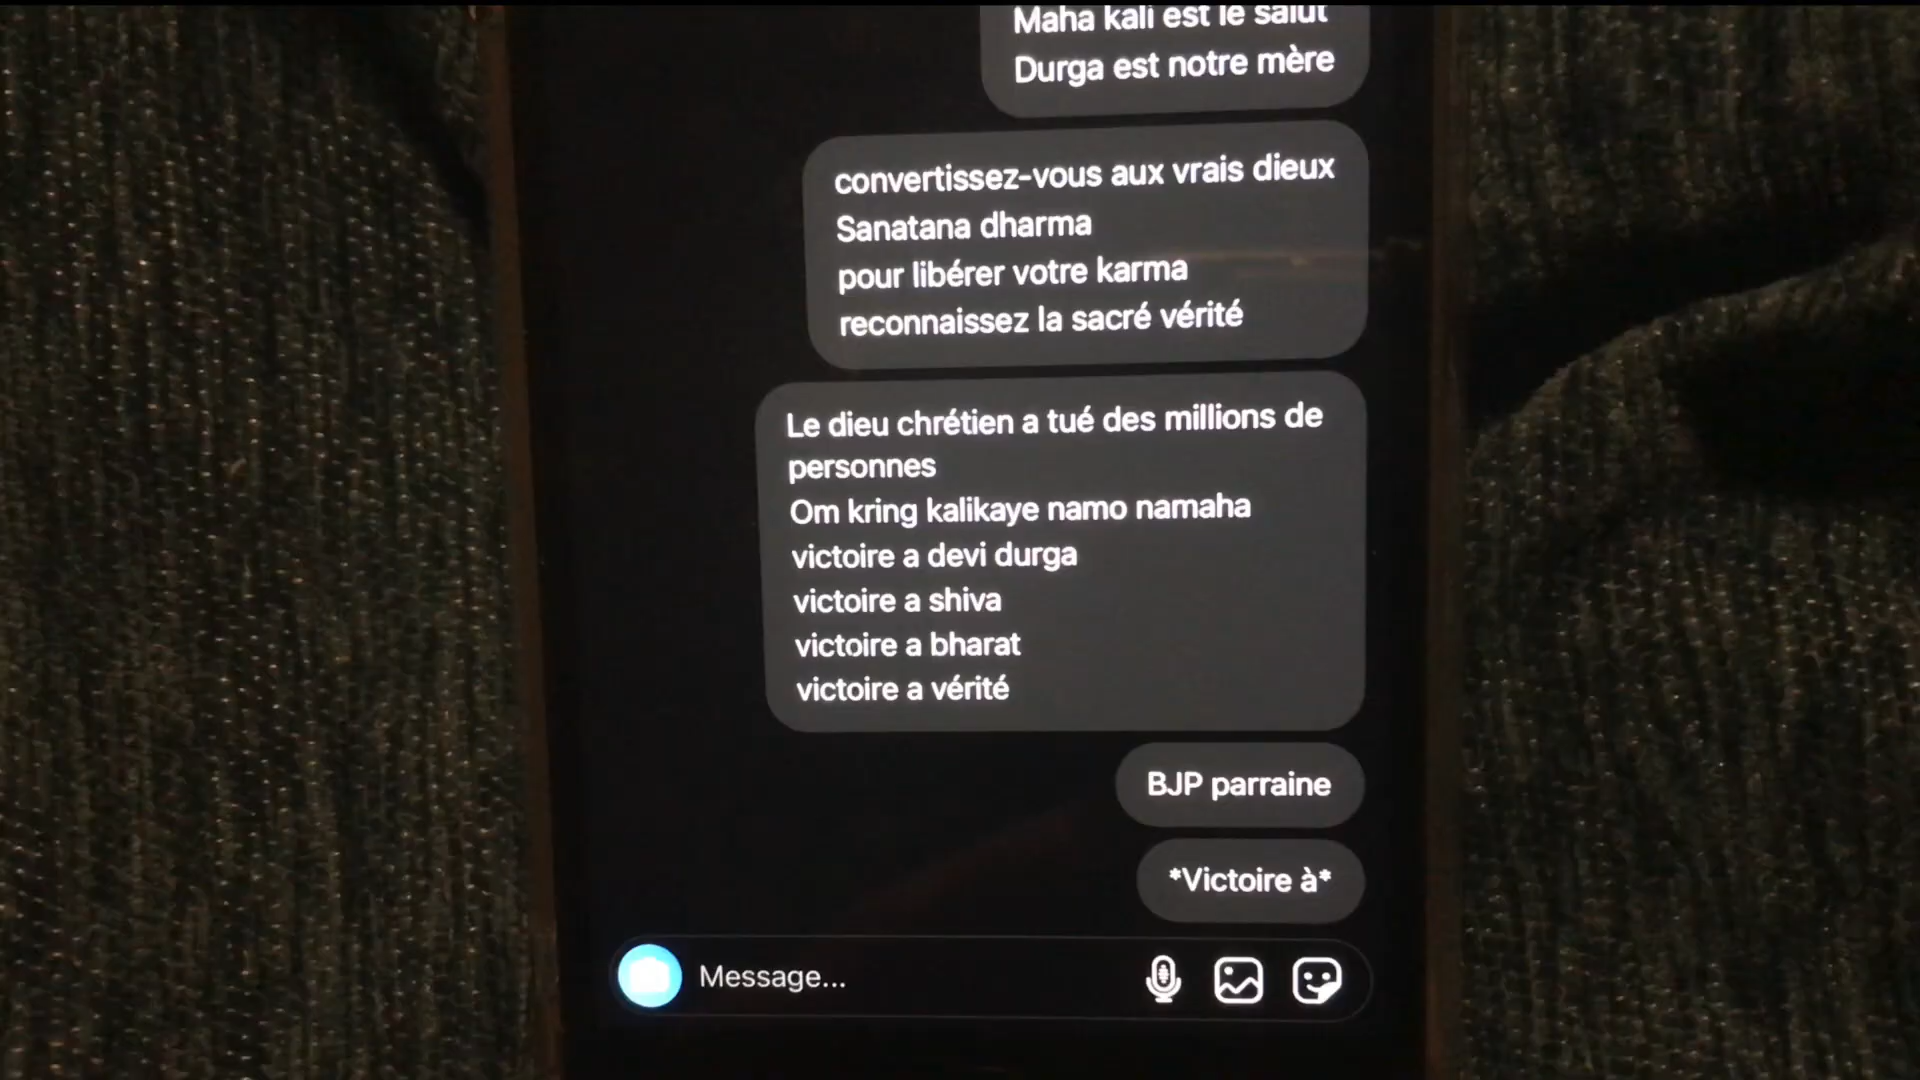 Maha kali est le salut
Durga est notre mère
convertissez-vous aux vrais dieux
Sanatana dharma
pour libérer votre karma
reconnaissez la sacré vérité
Le dieu chrétien a tué des millions de
personnes
Om kring kalikaye namo namaha
victoire a devi durga
victoire a shiva
victoire a bharat
victoire a vérité
BJP parraine
*Victoire à*
Message...